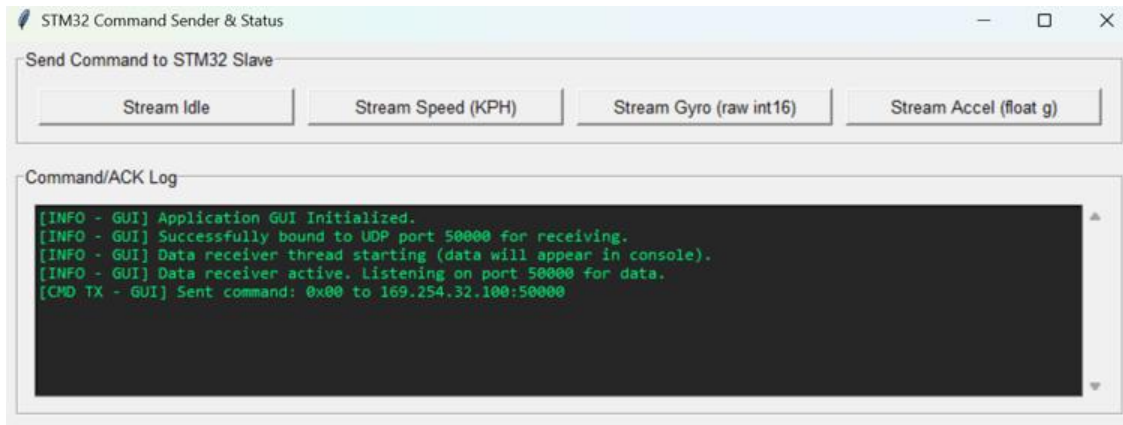 STM32 Command Sender & Status
Send Command to STM32 Slave
Stream Idle
Stream Speed (KPH)
Stream Gyro (raw int16)
Stream Accel (float g)
Command/ACK Log
[INFO - GUI] Application GUI Initialized.
[INFO - GUI] Successfully bound to UDP port 50000 for receiving.
[INFO - GUI] Data receiver thread starting (data will appear in console).
[INFO - GUI] Data receiver active. Listening on port 50000 for data.
[CMD TX - GUI] Sent command: 0x00 to 169.254.32.100:50000